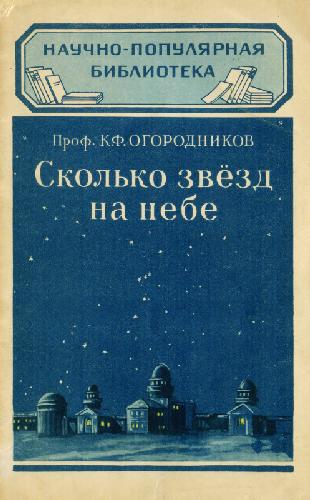 НАУЧНО-ПОПУЛЯРНАЯ
БИБЛИОТЕКА
Проф. К.Ф. ОГОРОДНИКОВ
Сколько звёзд
на небе